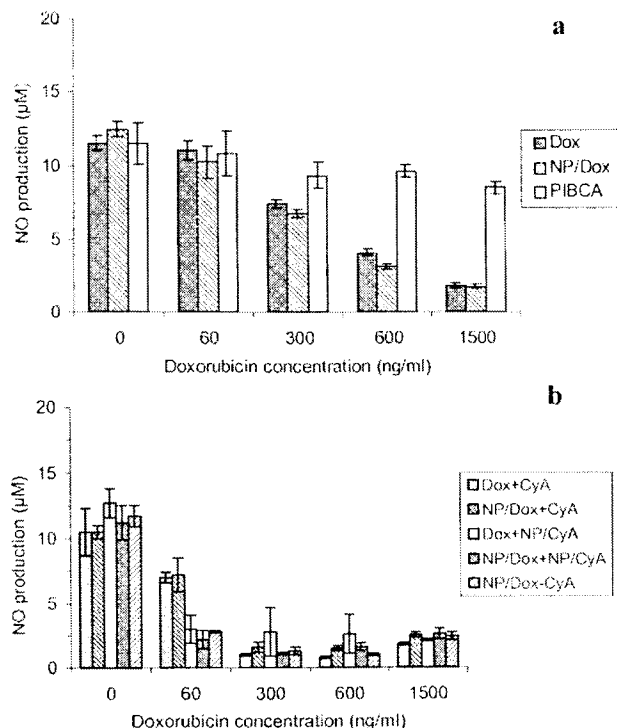 a
20
15
10
5
0
NO production (µM)
0 60 300 600 1500
Doxorubicin concentration (ng/ml)
Dox
NP/Dox
PIBCA
b
20
15
10
5
0
NO production (µM)
0 60 300 600 1500
Doxorubicin concentration (ng/ml)
Dox+CyA
NP/Dox+CyA
Dox+NP/CyA
NP/Dox+NP/CyA
NP/Dox-CyA